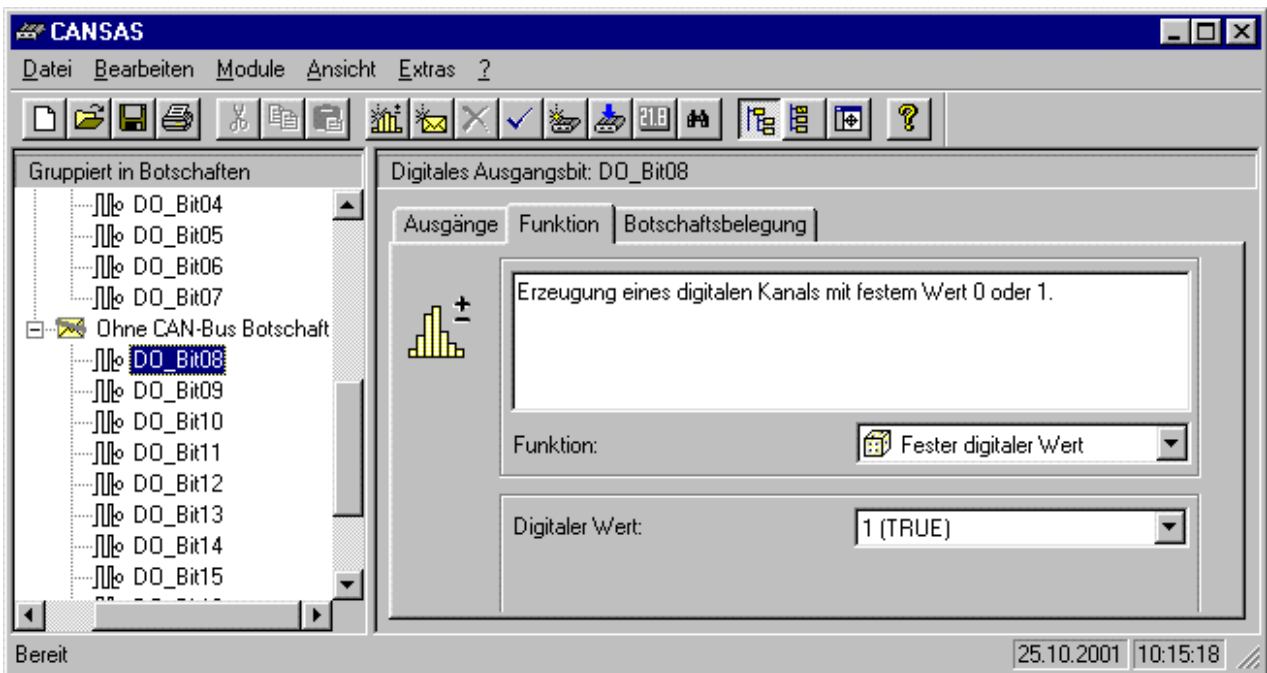 CANSAS
Datei Bearbeiten Module Ansicht Extras ?
21.8
Gruppiert in Botschaften
DO_Bit04
DO_Bit05
DO_Bit06
DO_Bit07
Ohne CAN-Bus Botschaft
DO_Bit08
DO_Bit09
DO_Bit10
DO_Bit11
DO_Bit12
DO_Bit13
DO_Bit14
DO_Bit15
Digitales Ausgangsbit: DO_Bit08
Ausgänge Funktion Botschaftsbelegung
Erzeugung eines digitalen Kanals mit festem Wert 0 oder 1.
Funktion: Fester digitaler Wert
Digitaler Wert: 1 (TRUE)
Bereit 25.10.2001 10:15:18